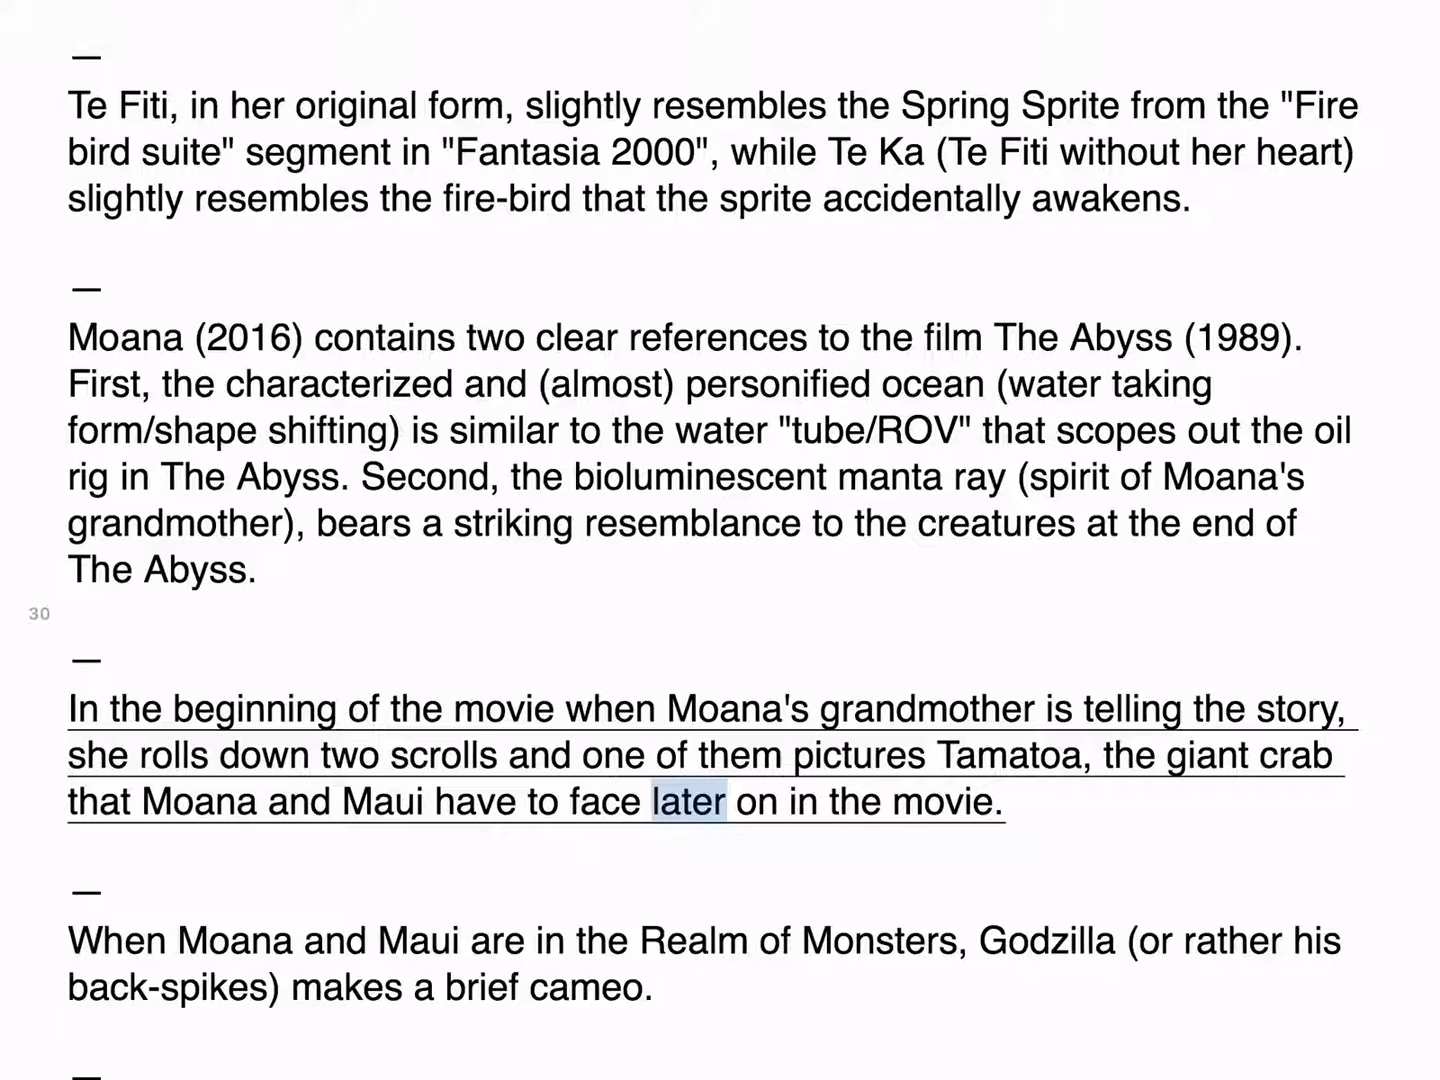 —
Te Fiti, in her original form, slightly resembles the Spring Sprite from the "Fire
bird suite" segment in "Fantasia 2000", while Te Ka (Te Fiti without her heart)
slightly resembles the fire-bird that the sprite accidentally awakens.
—
Moana (2016) contains two clear references to the film The Abyss (1989).
First, the characterized and (almost) personified ocean (water taking
form/shape shifting) is similar to the water "tube/ROV" that scopes out the oil
rig in The Abyss. Second, the bioluminescent manta ray (spirit of Moana's
grandmother), bears a striking resemblance to the creatures at the end of
The Abyss.
30
—
In the beginning of the movie when Moana's grandmother is telling the story,
she rolls down two scrolls and one of them pictures Tamatoa, the giant crab
that Moana and Maui have to face later on in the movie.
—
When Moana and Maui are in the Realm of Monsters, Godzilla (or rather his
back-spikes) makes a brief cameo.
—